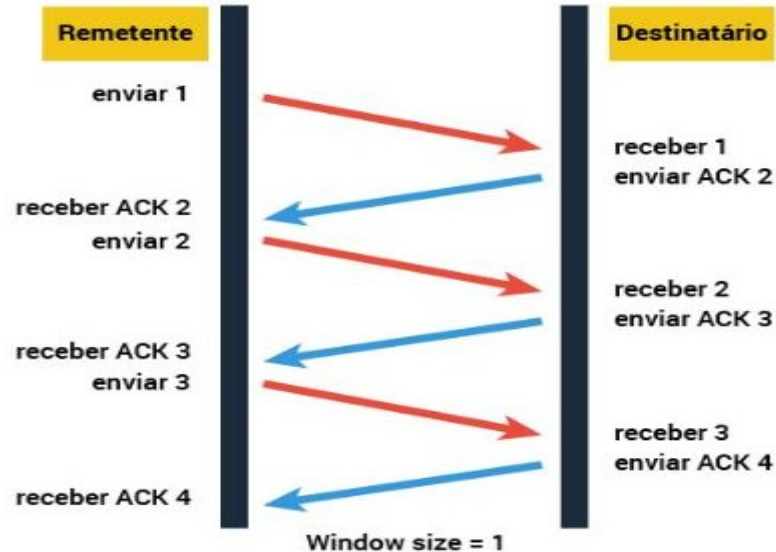 Remetente
Destinatário
enviar 1
receber 1
enviar ACK 2
receber ACK 2
enviar 2
receber 2
enviar ACK 3
receber ACK 3
enviar 3
receber 3
enviar ACK 4
receber ACK 4
Window size = 1